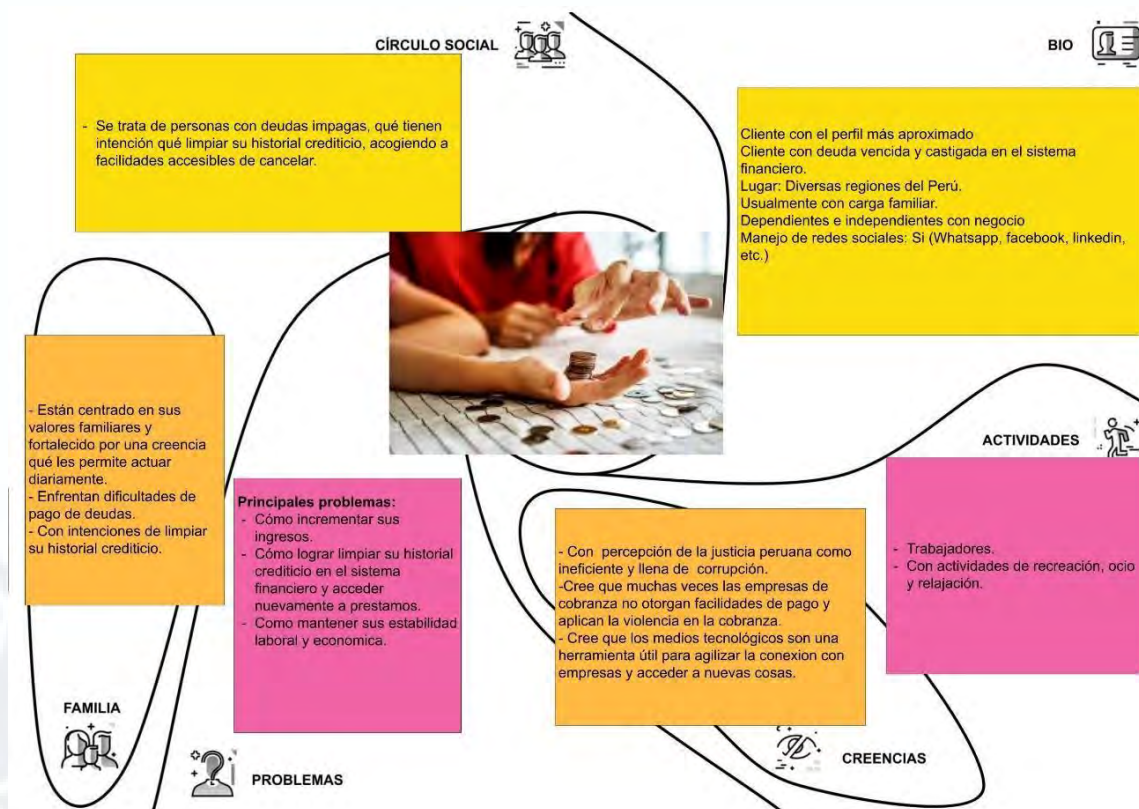 CÍRCULO SOCIAL
- Se trata de personas con deudas impagas, qué tienen
intención qué limpiar su historial crediticio, acogiendo a
facilidades accesibles de cancelar.
BIO
Cliente con el perfil más aproximado
Cliente con deuda vencida y castigada en el sistema
financiero.
Lugar: Diversas regiones del Perú.
Usualmente con carga familiar.
Dependientes e independientes con negocio
Manejo de redes sociales: Si (Whatsapp, facebook, linkedin,
etc.)
- Están centrado en sus
valores familiares y
fortalecido por una creencia
qué les permite actuar
diariamente.
- Enfrentan dificultades de
pago de deudas.
- Con intenciones de limpiar
su historial crediticio.
FAMILIA
Principales problemas:
- Cómo incrementar sus
ingresos.
- Cómo lograr limpiar su historial
crediticio en el sistema
financiero y acceder
nuevamente a prestamos.
- Como mantener sus estabilidad
laboral y economica.
PROBLEMAS
- Con percepción de la justicia peruana como
ineficiente y llena de corrupción.
-Cree que muchas veces las empresas de
cobranza no otorgan facilidades de pago y
aplican la violencia en la cobranza.
- Cree que los medios tecnológicos son una
herramienta útil para agilizar la conexion con
empresas y acceder a nuevas cosas.
CREENCIAS
ACTIVIDADES
- Trabajadores.
- Con actividades de recreación, ocio
y relajación.